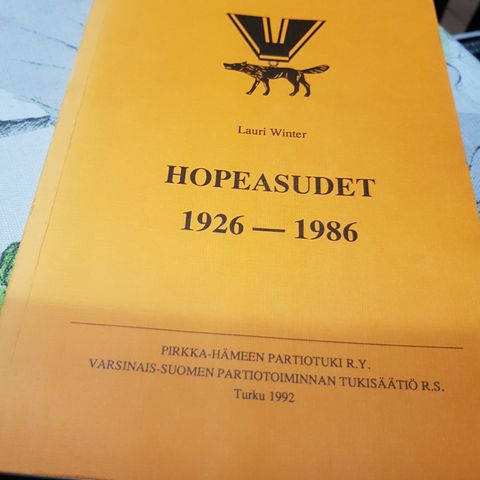 Lauri Winter
HOPEASUDET
1926 — 1986
PIRKKA-HÄMEEN PARTIOTUKI R.Y.
VARSINAIS-SUOMEN PARTIOTOIMINNAN TUKISÄÄTIÖ R.S.
Turku 1992